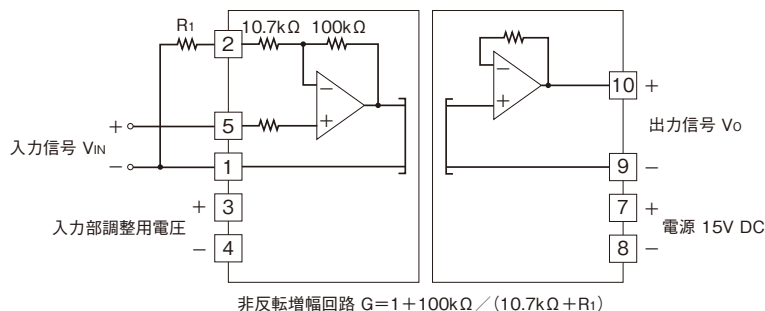 R1
2
10.7kΩ
100kΩ
−
+
−
+
10
+
入力信号 VIN
+
5
−
1
出力信号 VO
9
−
入力部調整用電圧
+
3
−
4
7
+
電源 15V DC
8
−
非反転増幅回路 G=1+100kΩ/(10.7kΩ+R1)